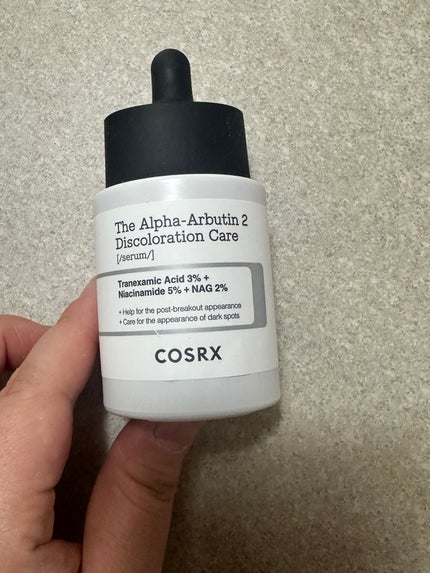 The Alpha-Arbutin 2
Discoloration Care
[/serum/]
Tranexamic Acid 3% +
Niacinamide 5% + NAG 2%
+ Help for the post-breakout appearance
+ Care for the appearance of dark spots
COSRX